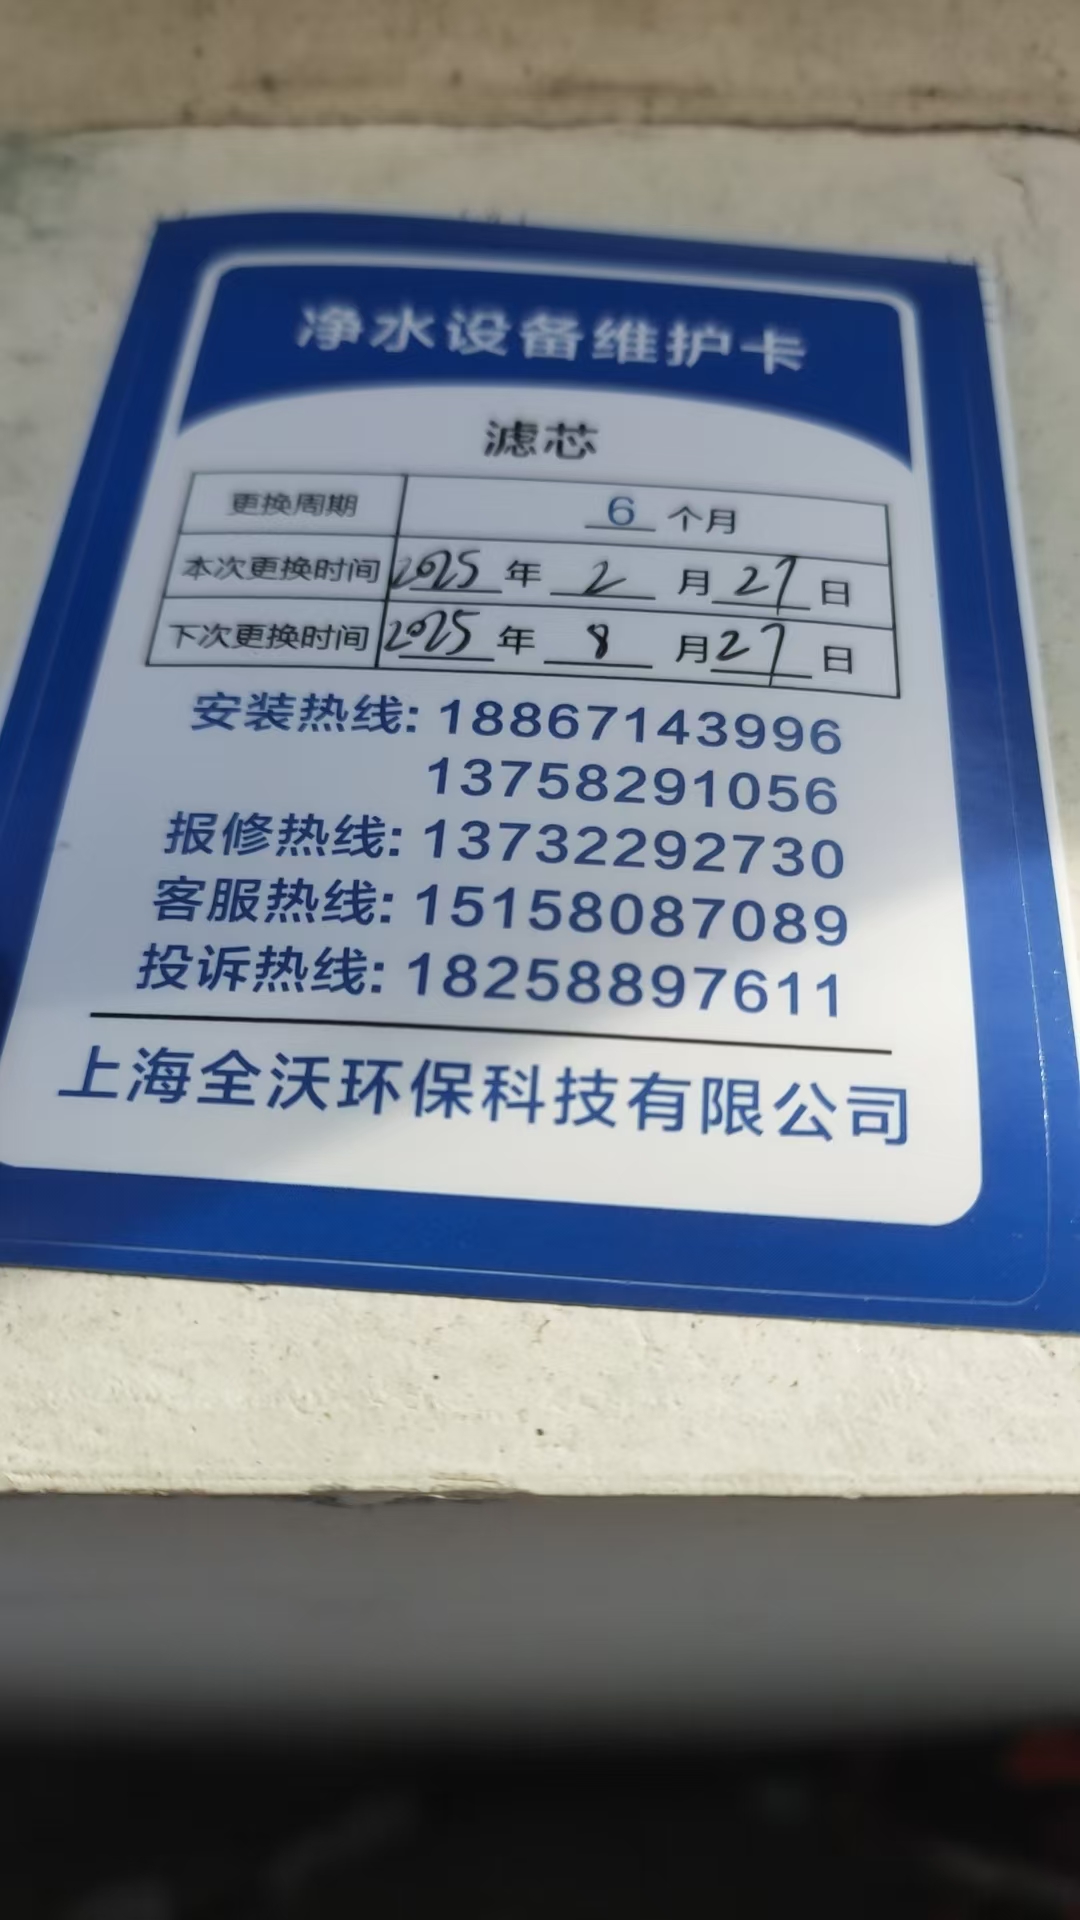 净水设备维护卡
滤芯
更换周期 6 个月
本次更换时间 2025 年 2 月 27 日
下次更换时间 2025 年 8 月 27 日
安装热线: 18867143996
13758291056
报修热线: 13732292730
客服热线: 15158087089
投诉热线: 18258897611
上海全沃环保科技有限公司